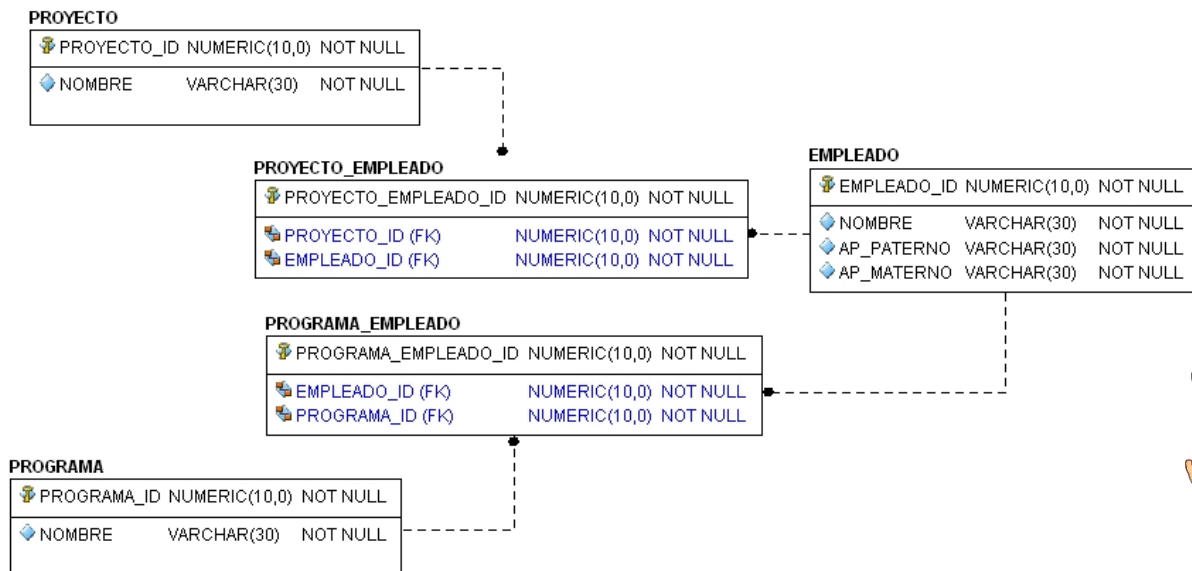 PROYECTO
PROYECTO_ID NUMERIC(10,0) NOT NULL
NOMBRE VARCHAR(30) NOT NULL
PROYECTO_EMPLEADO
PROYECTO_EMPLEADO_ID NUMERIC(10,0) NOT NULL
PROYECTO_ID (FK) NUMERIC(10,0) NOT NULL
EMPLEADO_ID (FK) NUMERIC(10,0) NOT NULL
EMPLEADO
EMPLEADO_ID NUMERIC(10,0) NOT NULL
NOMBRE VARCHAR(30) NOT NULL
AP_PATERNO VARCHAR(30) NOT NULL
AP_MATERNO VARCHAR(30) NOT NULL
PROGRAMA_EMPLEADO
PROGRAMA_EMPLEADO_ID NUMERIC(10,0) NOT NULL
EMPLEADO_ID (FK) NUMERIC(10,0) NOT NULL
PROGRAMA_ID (FK) NUMERIC(10,0) NOT NULL
PROGRAMA
PROGRAMA_ID NUMERIC(10,0) NOT NULL
NOMBRE VARCHAR(30) NOT NULL